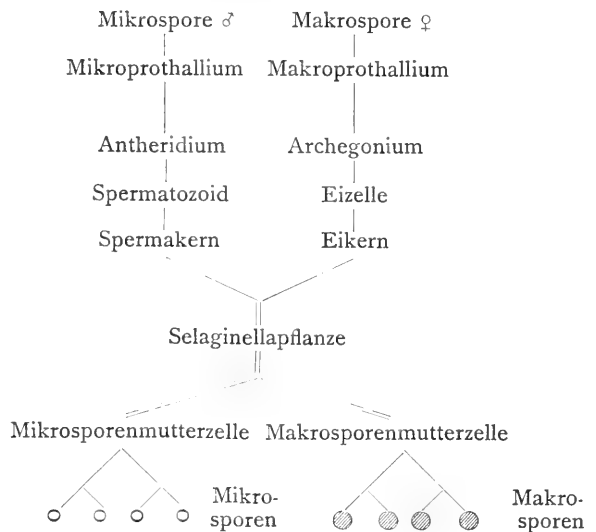 Mikrospore ♂ Makrospore ♀
Mikroprothallium Makroprothallium
Antheridium Archegonium
Spermatozoid Eizelle
Spermakern Eikern
Selaginellapflanze
Mikrosporenmutterzelle Makrosporenmutterzelle
Mikro-
sporen
Makro-
sporen